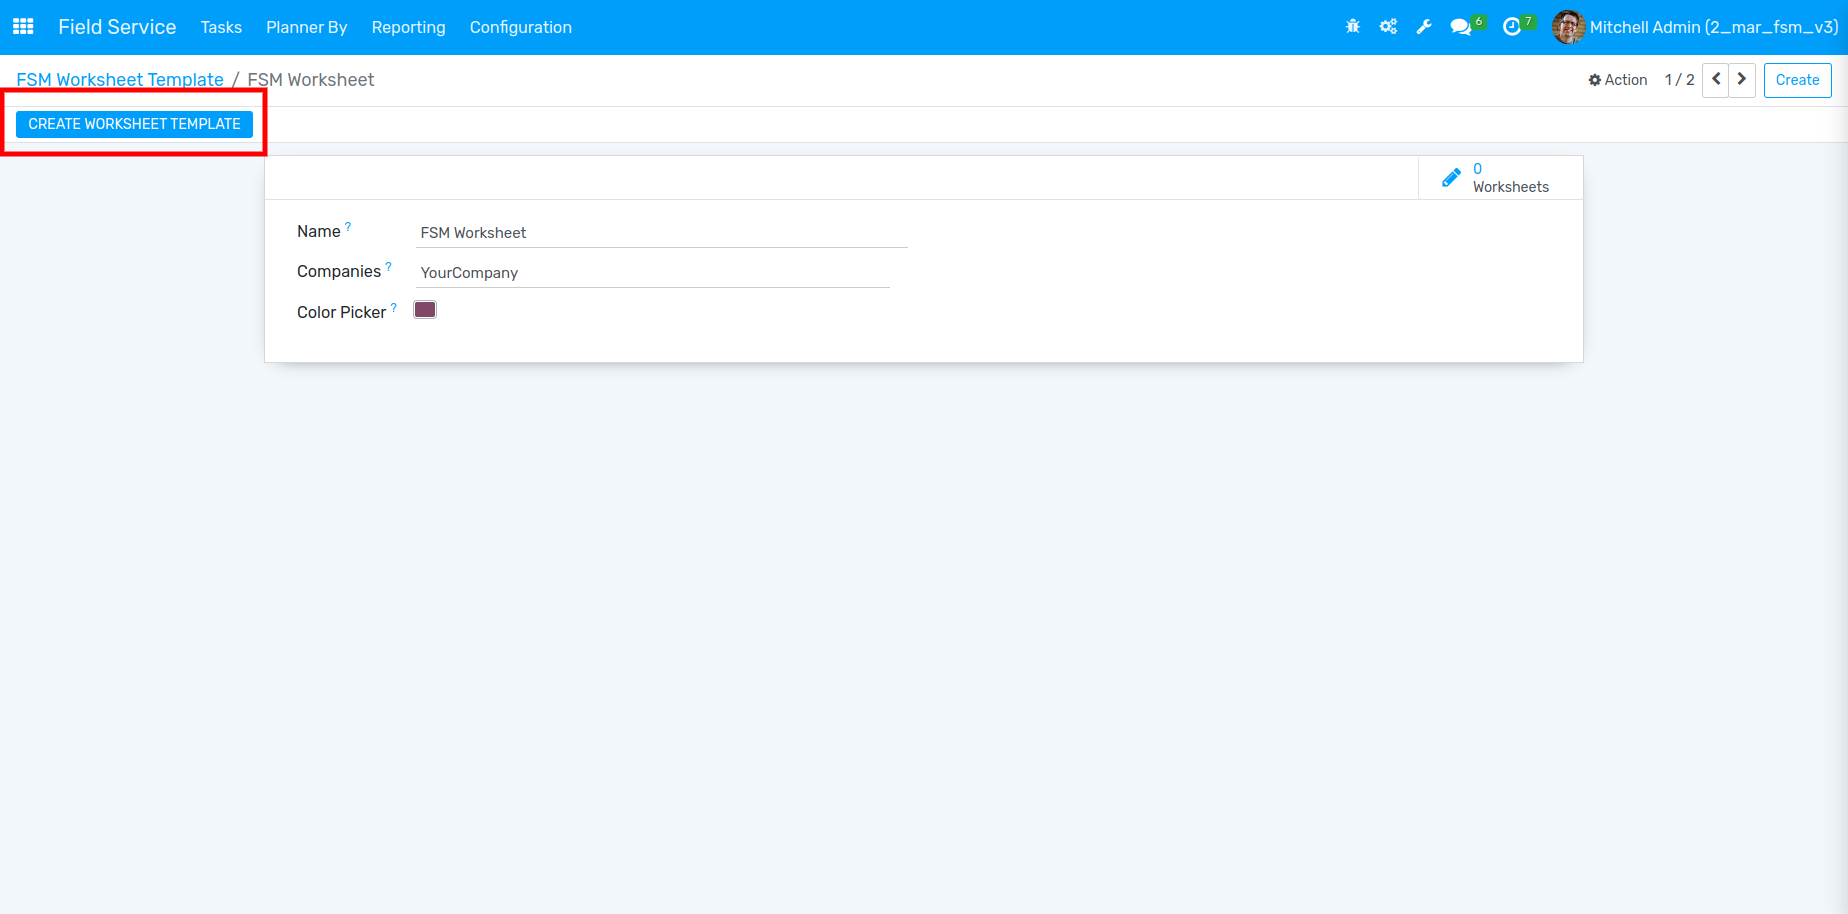 Field Service Tasks Planner By Reporting Configuration 6 7 Mitchell Admin (2_mar_fsm_v3)
FSM Worksheet Template / FSM Worksheet Action 1 / 2 Create
CREATE WORKSHEET TEMPLATE
0
Worksheets
Name ? FSM Worksheet
Companies ? YourCompany
Color Picker ?